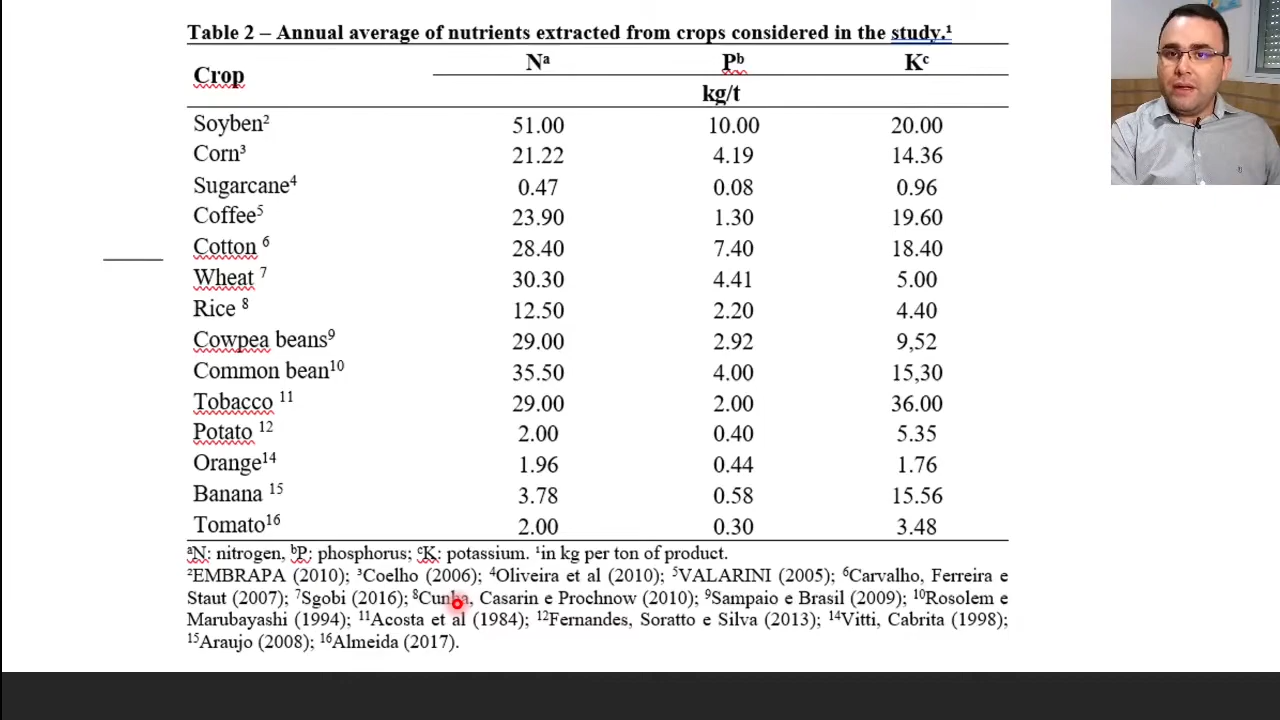 Table 2 – Annual average of nutrients extracted from crops considered in the study.¹
Crop Nᵃ Pᵇ Kᶜ
kg/t
Soyben² 51.00 10.00 20.00
Corn³ 21.22 4.19 14.36
Sugarcane⁴ 0.47 0.08 0.96
Coffee⁵ 23.90 1.30 19.60
Cotton ⁶ 28.40 7.40 18.40
Wheat ⁷ 30.30 4.41 5.00
Rice ⁸ 12.50 2.20 4.40
Cowpea beans⁹ 29.00 2.92 9,52
Common bean¹⁰ 35.50 4.00 15,30
Tobacco ¹¹ 29.00 2.00 36.00
Potato ¹² 2.00 0.40 5.35
Orange¹⁴ 1.96 0.44 1.76
Banana ¹⁵ 3.78 0.58 15.56
Tomato¹⁶ 2.00 0.30 3.48
ᵃN: nitrogen, ᵇP: phosphorus; ᶜK: potassium. ¹in kg per ton of product.
²EMBRAPA (2010); ³Coelho (2006); ⁴Oliveira et al (2010); ⁵VALARINI (2005); ⁶Carvalho, Ferreira e
Staut (2007); ⁷Sgobi (2016); ⁸Cunha, Casarin e Prochnow (2010); ⁹Sampaio e Brasil (2009); ¹⁰Rosolem e
Marubayashi (1994); ¹¹Acosta et al (1984); ¹²Fernandes, Soratto e Silva (2013); ¹⁴Vitti, Cabrita (1998);
¹⁵Araujo (2008); ¹⁶Almeida (2017).